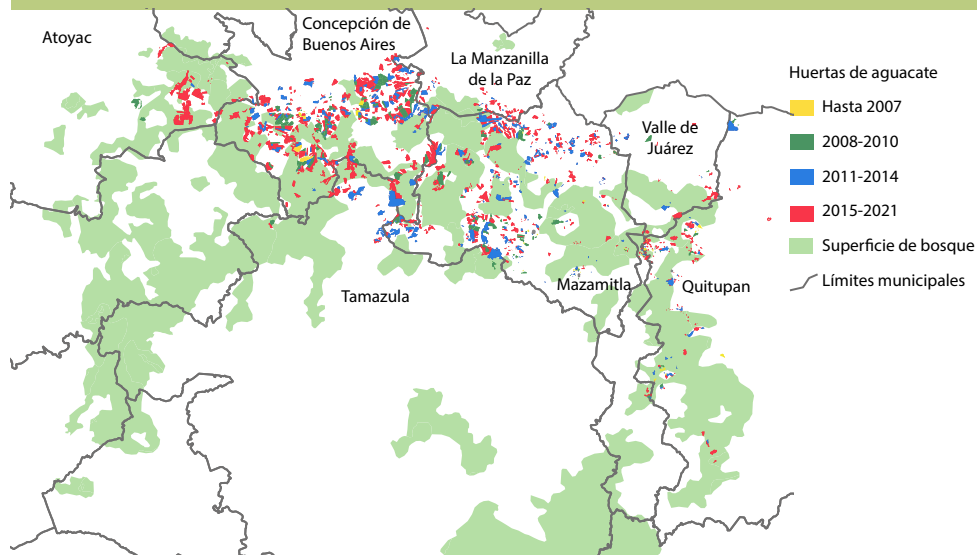 Atoyac
Concepción de
Buenos Aires
La Manzanilla
de la Paz
Valle de
Juárez
Tamazula
Mazamitla
Quitupan
Huertas de aguacate
Hasta 2007
2008-2010
2011-2014
2015-2021
Superficie de bosque
Límites municipales